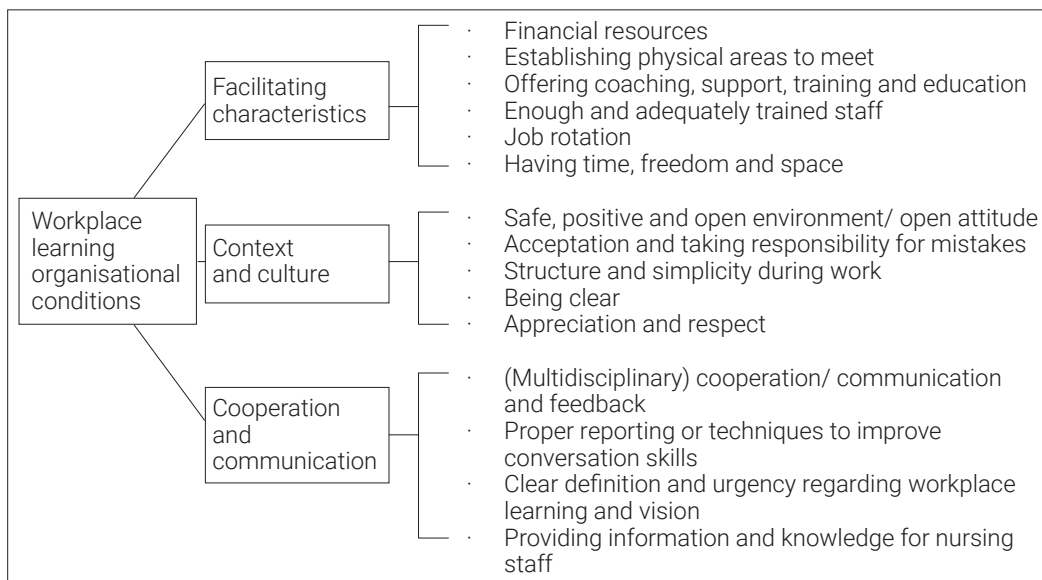 Workplace
learning
organisational
conditions
Facilitating
characteristics
· Financial resources
· Establishing physical areas to meet
· Offering coaching, support, training and education
· Enough and adequately trained staff
· Job rotation
· Having time, freedom and space
Context
and culture
· Safe, positive and open environment/ open attitude
· Acceptation and taking responsibility for mistakes
· Structure and simplicity during work
· Being clear
· Appreciation and respect
Cooperation
and
communication
· (Multidisciplinary) cooperation/ communication
and feedback
· Proper reporting or techniques to improve
conversation skills
· Clear definition and urgency regarding workplace
learning and vision
· Providing information and knowledge for nursing
staff